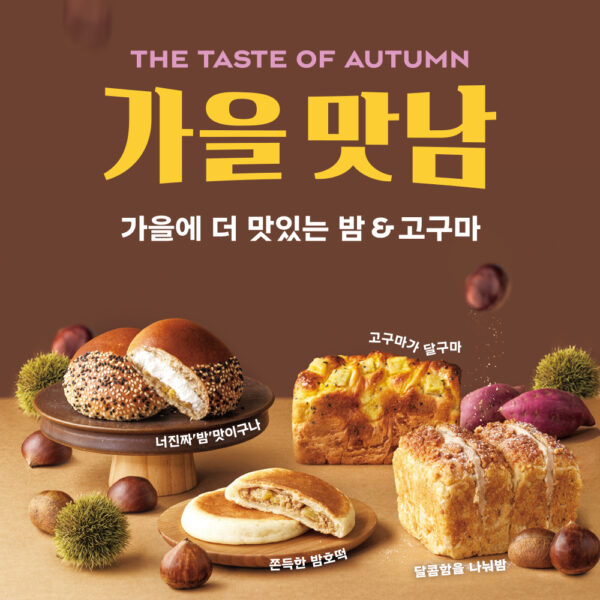 THE TASTE OF AUTUMN
가을 맛남
가을에 더 맛있는 밤 & 고구마
고구마가 달구마
너진짜'밤'맛이구나
쫀득한 밤호떡
달콤함을 나눠밤